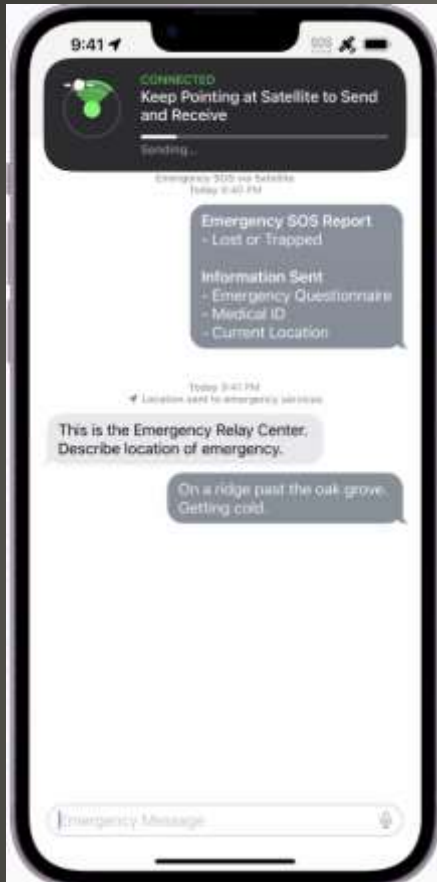 9:41
SOS
CONNECTED
Keep Pointing at Satellite to Send
and Receive
Sending...
Emergency SOS via Satellite
Today 9:40 PM
Emergency SOS Report
- Lost or Trapped
Information Sent
- Emergency Questionnaire
- Medical ID
- Current Location
Today 9:41 PM
Location sent to emergency services
This is the Emergency Relay Center.
Describe location of emergency.
On a ridge past the oak grove.
Getting cold.
Emergency Message